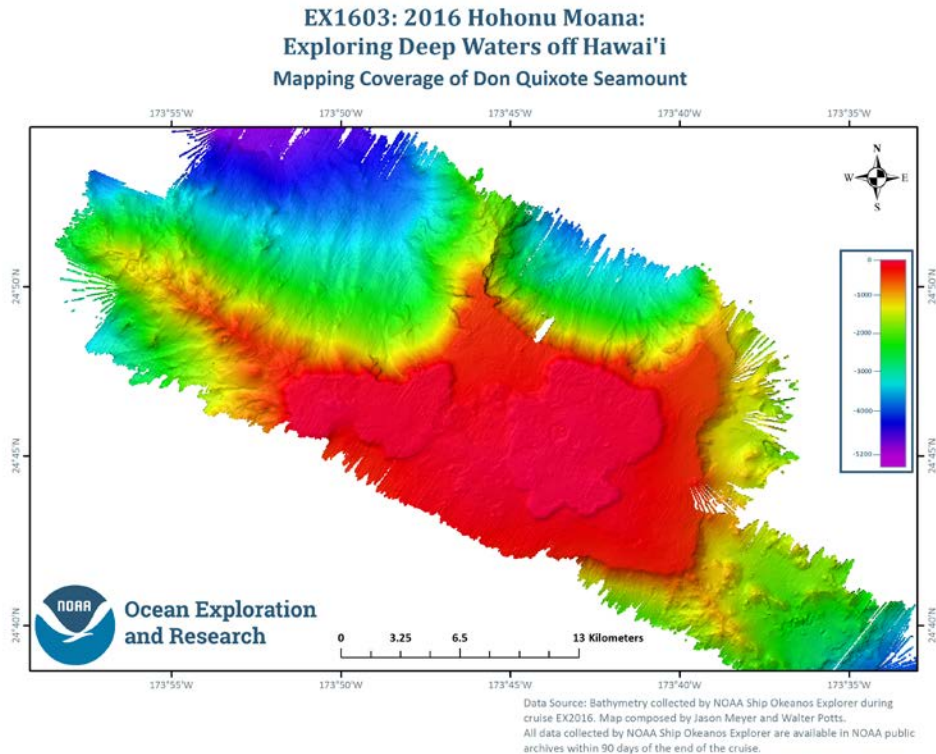 EX1603: 2016 Hohonu Moana:
Exploring Deep Waters off Hawai'i
Mapping Coverage of Don Quixote Seamount
173°55'W 173°50'W 173°45'W 173°40'W 173°35'W
N
W E
S
24°50'N
24°50'N
0
-1000
-2000
-3000
-4000
-5200
24°45'N
24°45'N
24°40'N
24°40'N
NOAA
Ocean Exploration
and Research
0 3.25 6.5 13 Kilometers
173°55'W 173°50'W 173°45'W 173°40'W 173°35'W
Data Source: Bathymetry collected by NOAA Ship Okeanos Explorer during
cruise EX2016. Map composed by Jason Meyer and Walter Potts.
All data collected by NOAA Ship Okeanos Explorer are available in NOAA public
archives within 90 days of the end of the cruise.